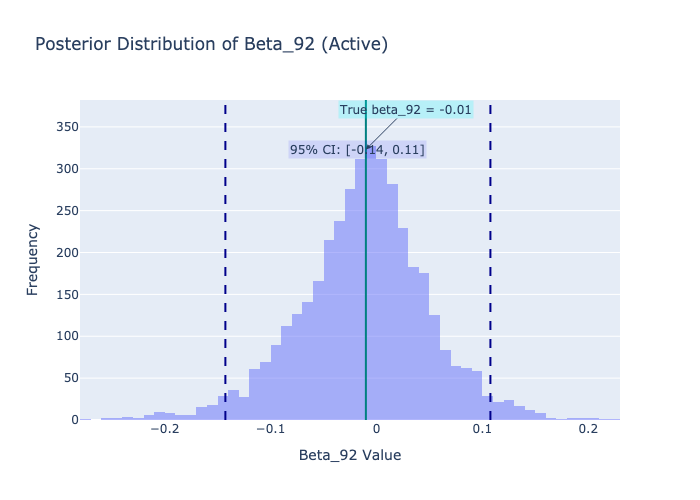 Posterior Distribution of Beta_92 (Active)
True beta_92 = -0.01
95% CI: [-0.14, 0.11]
350
300
250
200
150
100
50
0
Frequency
−0.2
−0.1
0
0.1
0.2
Beta_92 Value